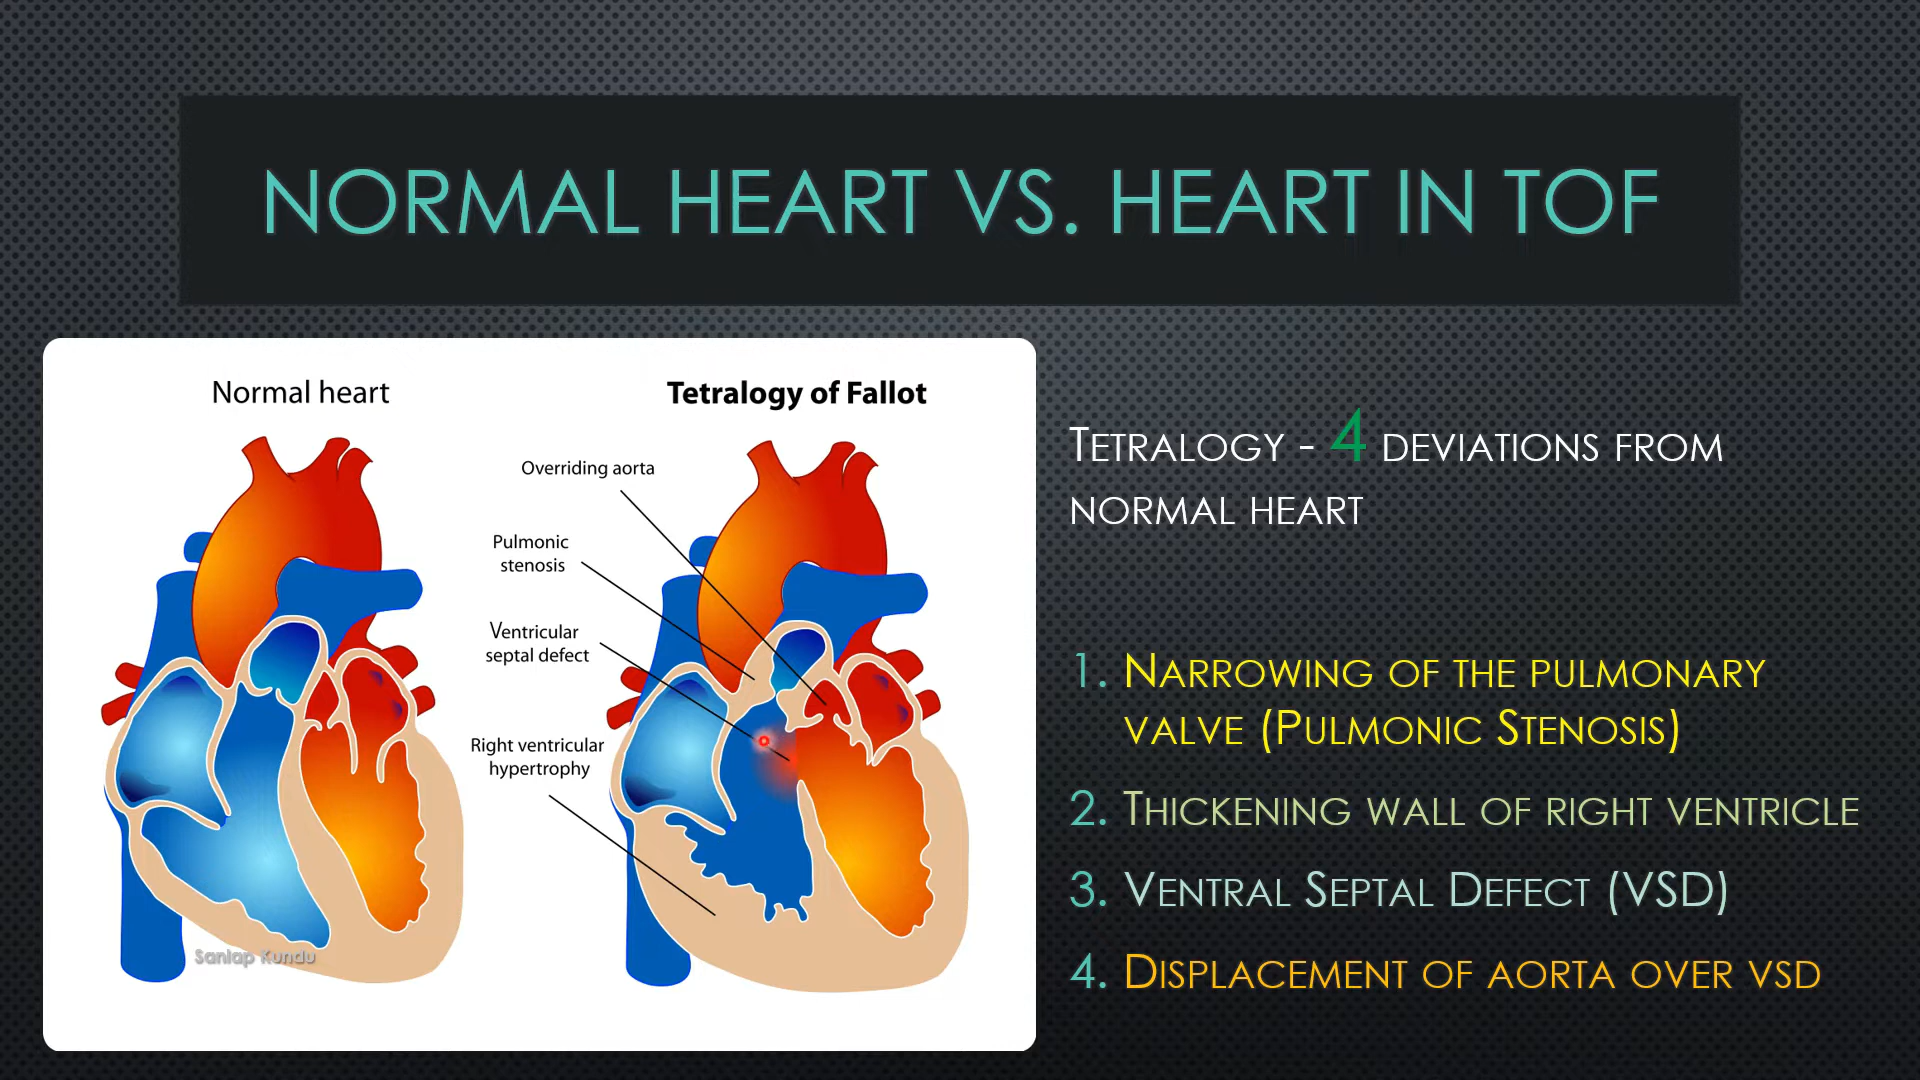 NORMAL HEART VS. HEART IN TOF
Normal heart
Tetralogy of Fallot
Overriding aorta
Pulmonic
stenosis
Ventricular
septal defect
Right ventricular
hypertrophy
Sanlap Kundu
TETRALOGY - 4 DEVIATIONS FROM
NORMAL HEART
1. NARROWING OF THE PULMONARY
VALVE (PULMONIC STENOSIS)
2. THICKENING WALL OF RIGHT VENTRICLE
3. VENTRAL SEPTAL DEFECT (VSD)
4. DISPLACEMENT OF AORTA OVER VSD